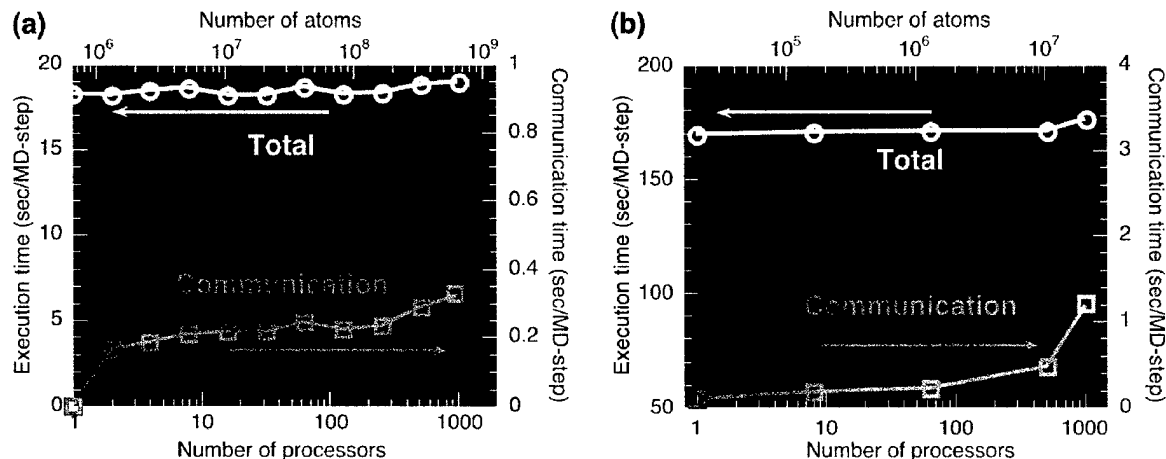 (a)
Number of atoms
10^6 10^7 10^8 10^9
20
15
10
5
0
Execution time (sec/MD-step)
Total
Communication
1
0.8
0.6
0.4
0.2
0
Communication time (sec/MD-step)
1 10 100 1000
Number of processors
(b)
Number of atoms
10^5 10^6 10^7
200
150
100
50
Execution time (sec/MD-step)
Total
Communication
4
3
2
1
0
Communication time (sec/MD-step)
1 10 100 1000
Number of processors